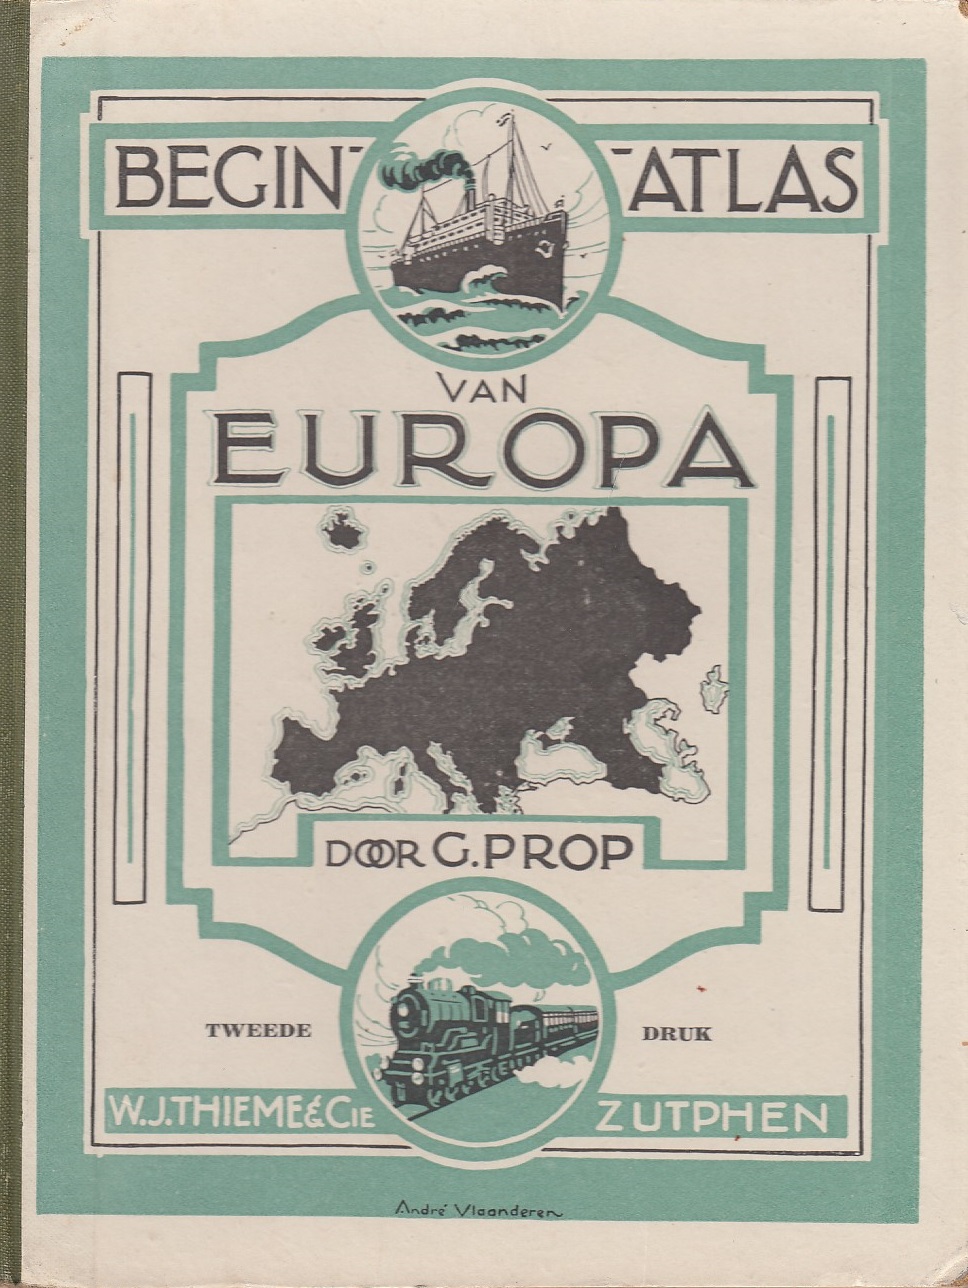 BEGIN- -ATLAS
VAN
EUROPA
DOOR G. PROP
TWEEDE DRUK
W.J. THIEME & CIE ZUTPHEN
André Vlaanderen